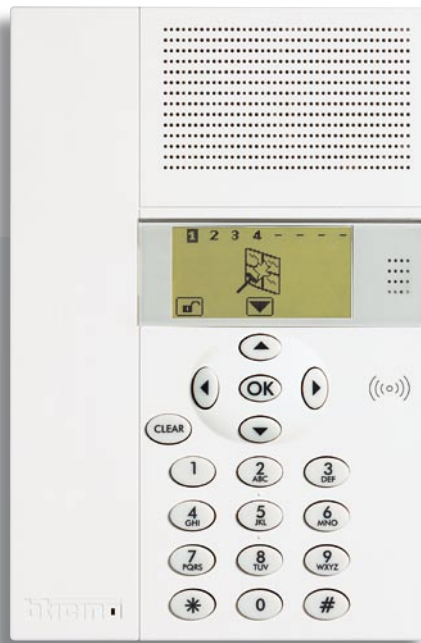 1 2 3 4 - - - -
OK
CLEAR
1 2 ABC 3 DEF
4 GHI 5 JKL 6 MNO
7 PQRS 8 TUV 9 WXYZ
* 0 #
bticino